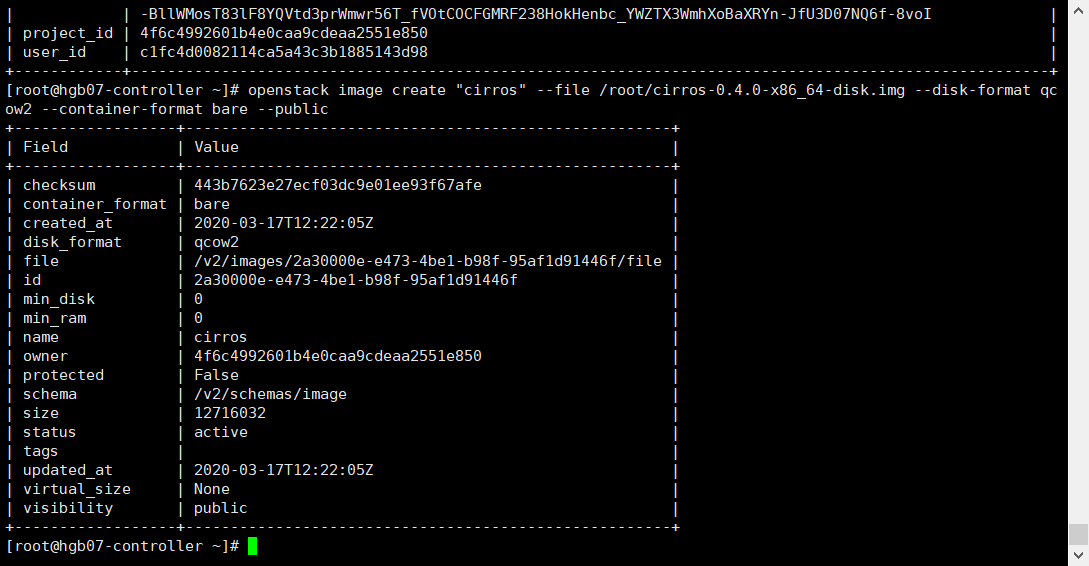 |            | -BllWMosT83lF8YQVtd3prWmwr56T_fVOtCOCFGMRF238HokHenbc_YWZTX3WmhXoBaXRYn-JfU3D07NQ6f-8voI             |
| project_id | 4f6c4992601b4e0caa9cdeaa2551e850                                                                     |
| user_id    | c1fc4d0082114ca5a43c3b1885143d98                                                                     |
+------------+------------------------------------------------------------------------------------------------------+
[root@hgb07-controller ~]# openstack image create "cirros" --file /root/cirros-0.4.0-x86_64-disk.img --disk-format qc
ow2 --container-format bare --public
+------------------+------------------------------------------------------+
| Field            | Value                                                |
+------------------+------------------------------------------------------+
| checksum         | 443b7623e27ecf03dc9e01ee93f67afe                     |
| container_format | bare                                                 |
| created_at       | 2020-03-17T12:22:05Z                                 |
| disk_format      | qcow2                                                |
| file             | /v2/images/2a30000e-e473-4be1-b98f-95af1d91446f/file |
| id               | 2a30000e-e473-4be1-b98f-95af1d91446f                 |
| min_disk         | 0                                                    |
| min_ram          | 0                                                    |
| name             | cirros                                               |
| owner            | 4f6c4992601b4e0caa9cdeaa2551e850                     |
| protected        | False                                                |
| schema           | /v2/schemas/image                                    |
| size             | 12716032                                             |
| status           | active                                               |
| tags             |                                                      |
| updated_at       | 2020-03-17T12:22:05Z                                 |
| virtual_size     | None                                                 |
| visibility       | public                                               |
+------------------+------------------------------------------------------+
[root@hgb07-controller ~]#